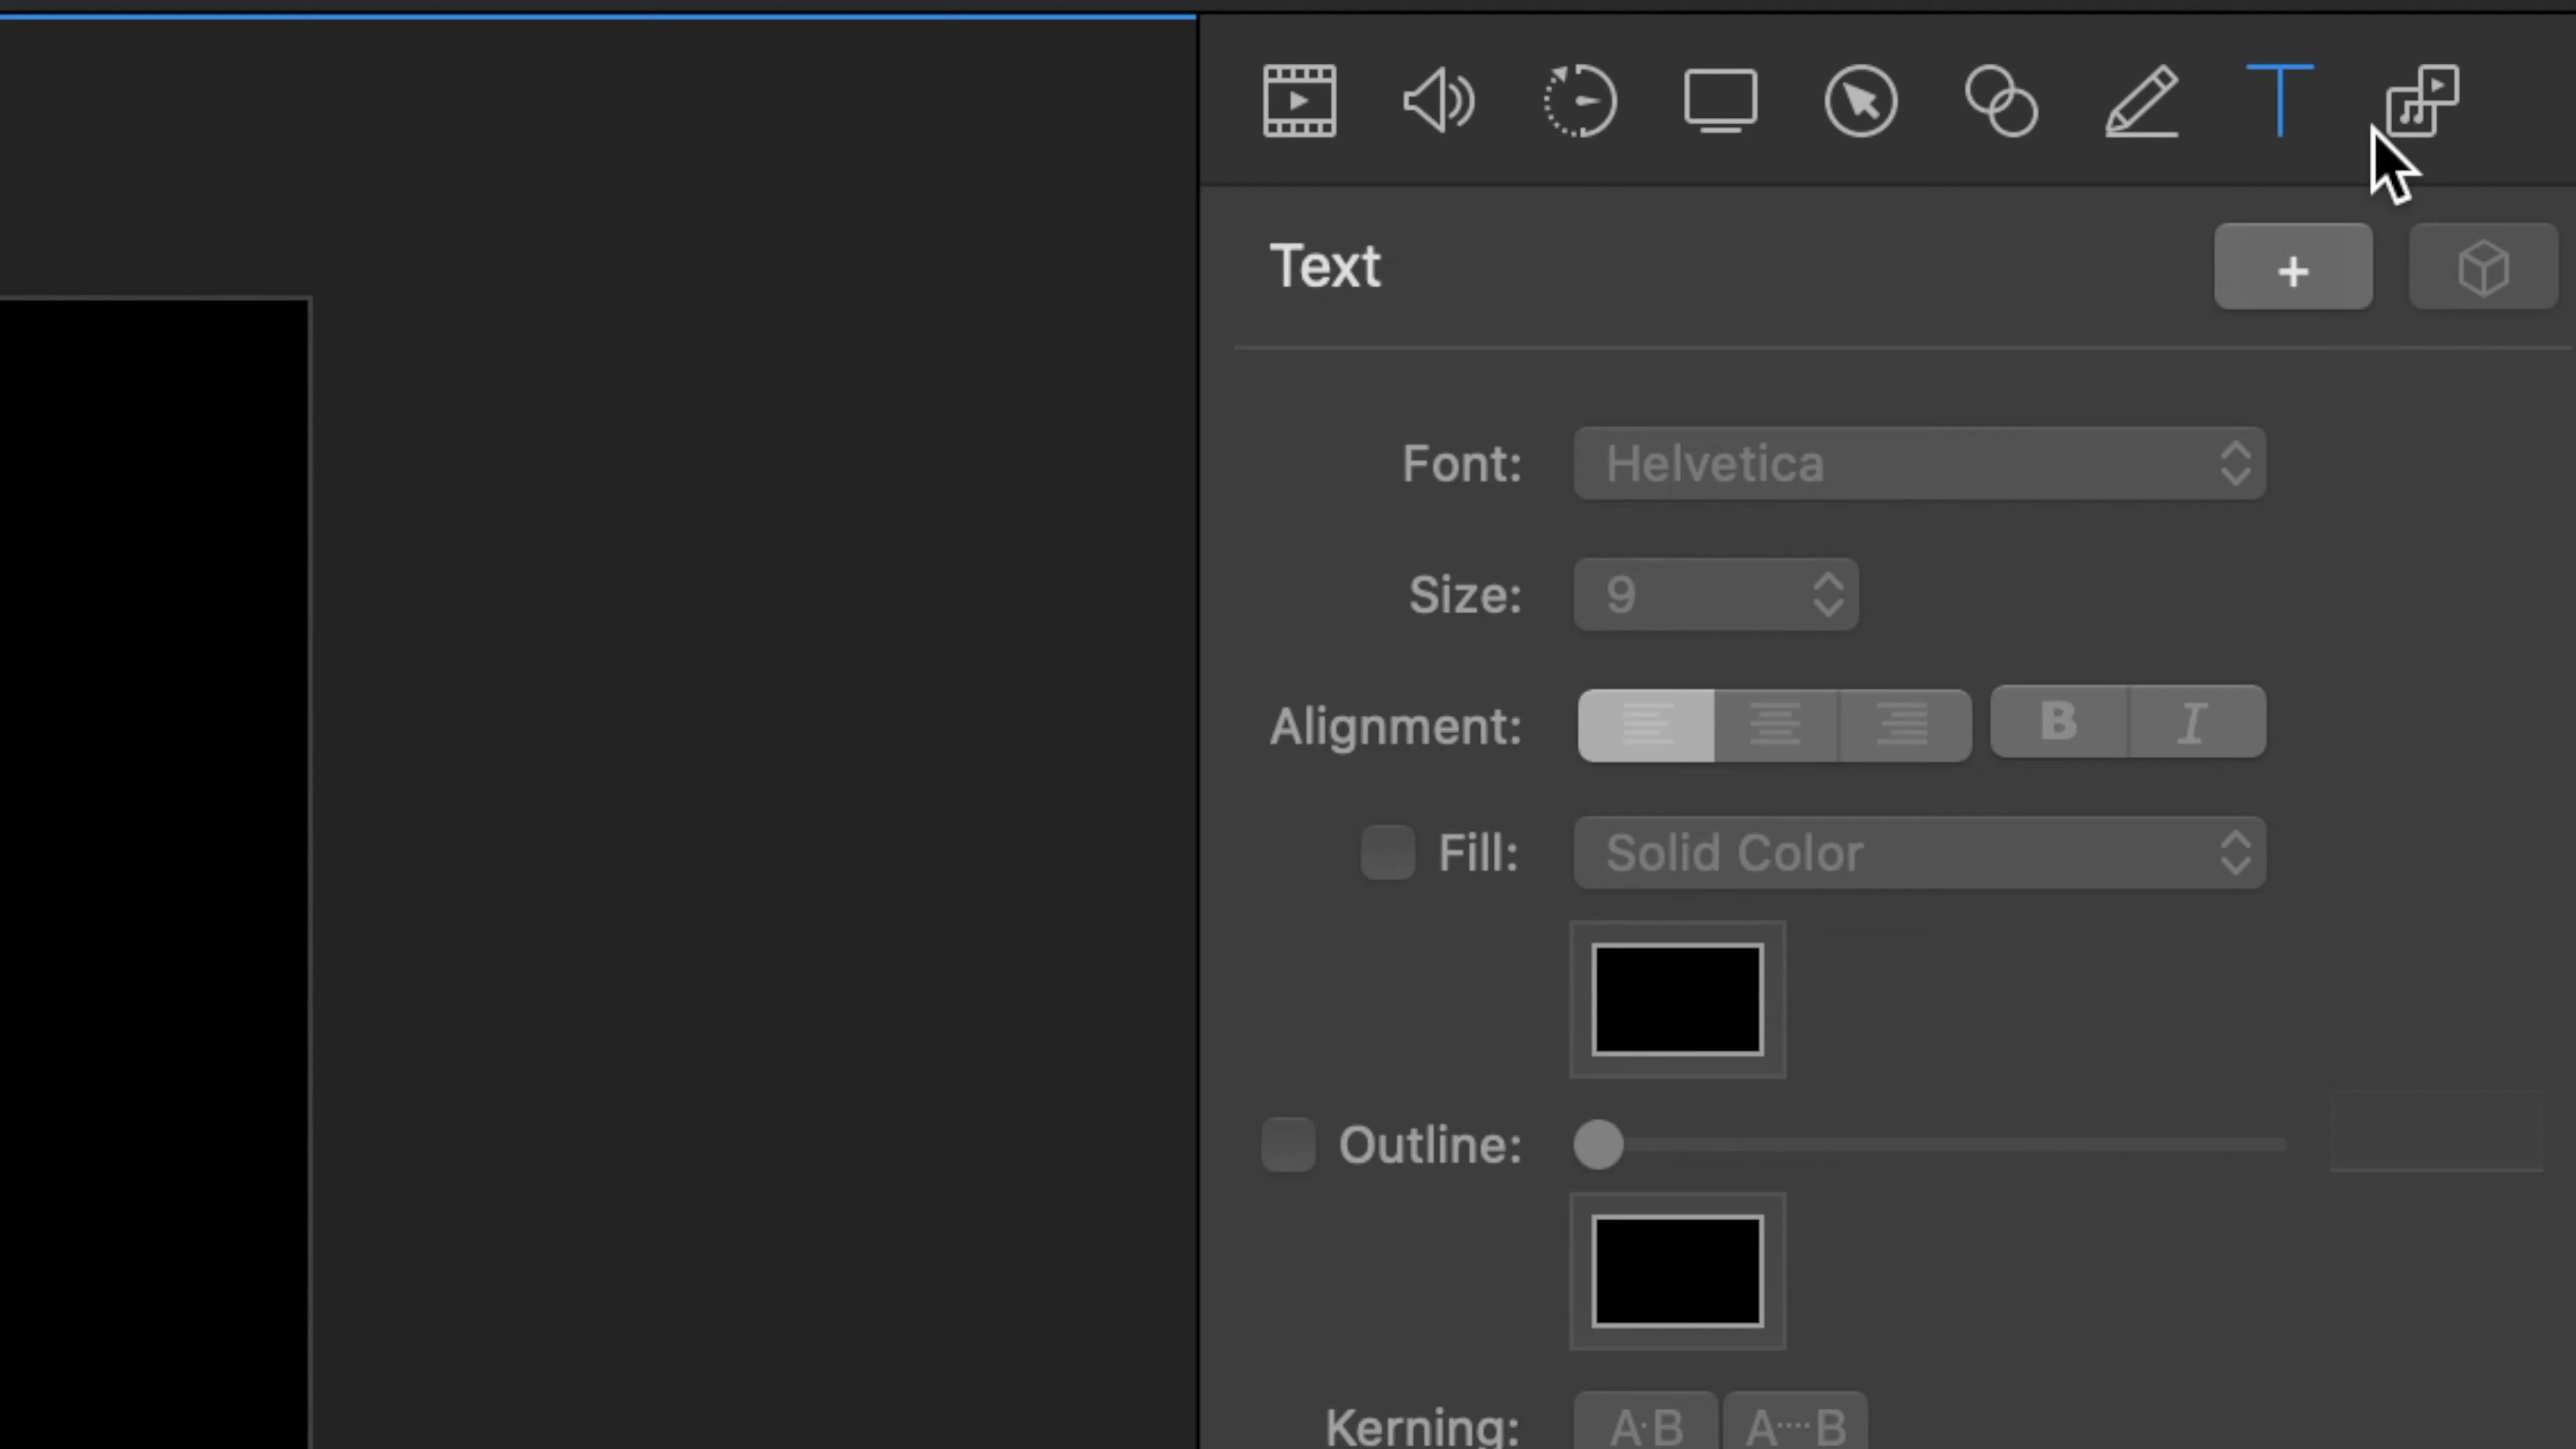 Text
+
Font: Helvetica
Size: 9
Alignment: B I
Fill: Solid Color
Outline:
Kerning: A·B A····B